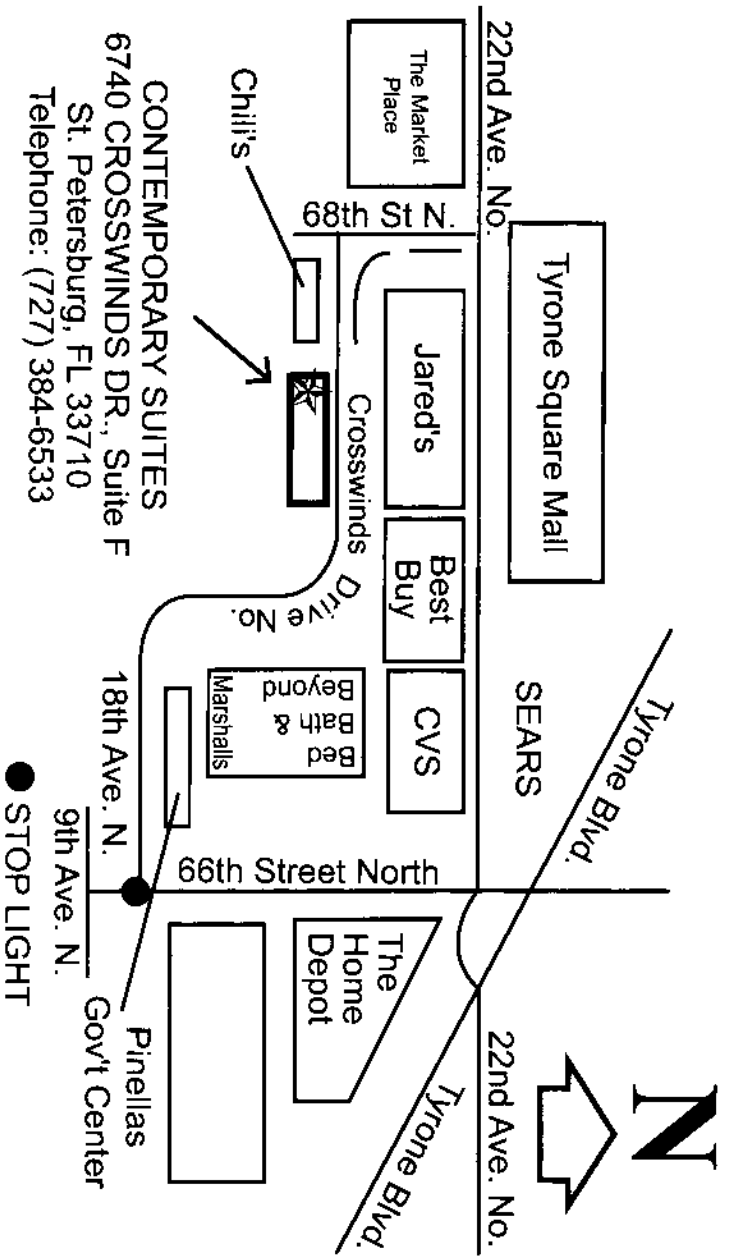 N
Tyrone Square Mall
SEARS
Tyrone Blvd.
22nd Ave. No.
22nd Ave. No.
The Market
Place
68th St N.
Jared's
Best
Buy
CVS
66th Street North
Tyrone Blvd.
Chili's
Crosswinds
Drive No.
Bed
Bath &
Beyond
Marshalls
The
Home
Depot
CONTEMPORARY SUITES
6740 CROSSWINDS DR., Suite F
St. Petersburg, FL 33710
Telephone: (727) 384-6533
18th Ave. N.
9th Ave. N.
Pinellas
Gov't Center
STOP LIGHT